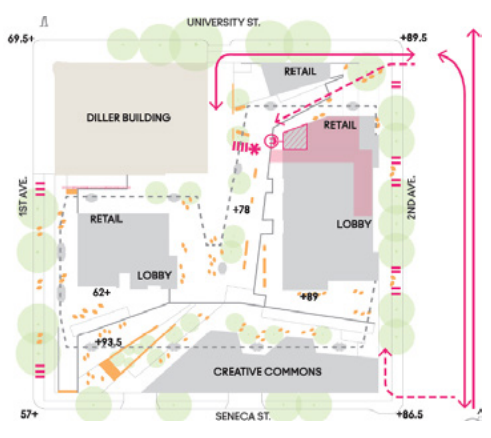 UNIVERSITY ST.
69.5+
+89.5
RETAIL
DILLER BUILDING
RETAIL
1ST AVE.
2ND AVE.
+78
RETAIL
LOBBY
LOBBY
62+
+89
+93.5
CREATIVE COMMONS
57+
SENECA ST.
+86.5